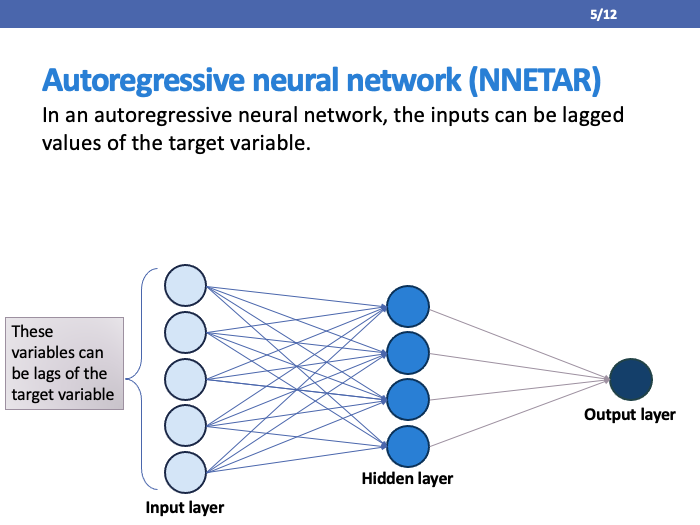 5/12
Autoregressive neural network (NNETAR)
In an autoregressive neural network, the inputs can be lagged
values of the target variable.
These
variables can
be lags of the
target variable
Input layer
Hidden layer
Output layer